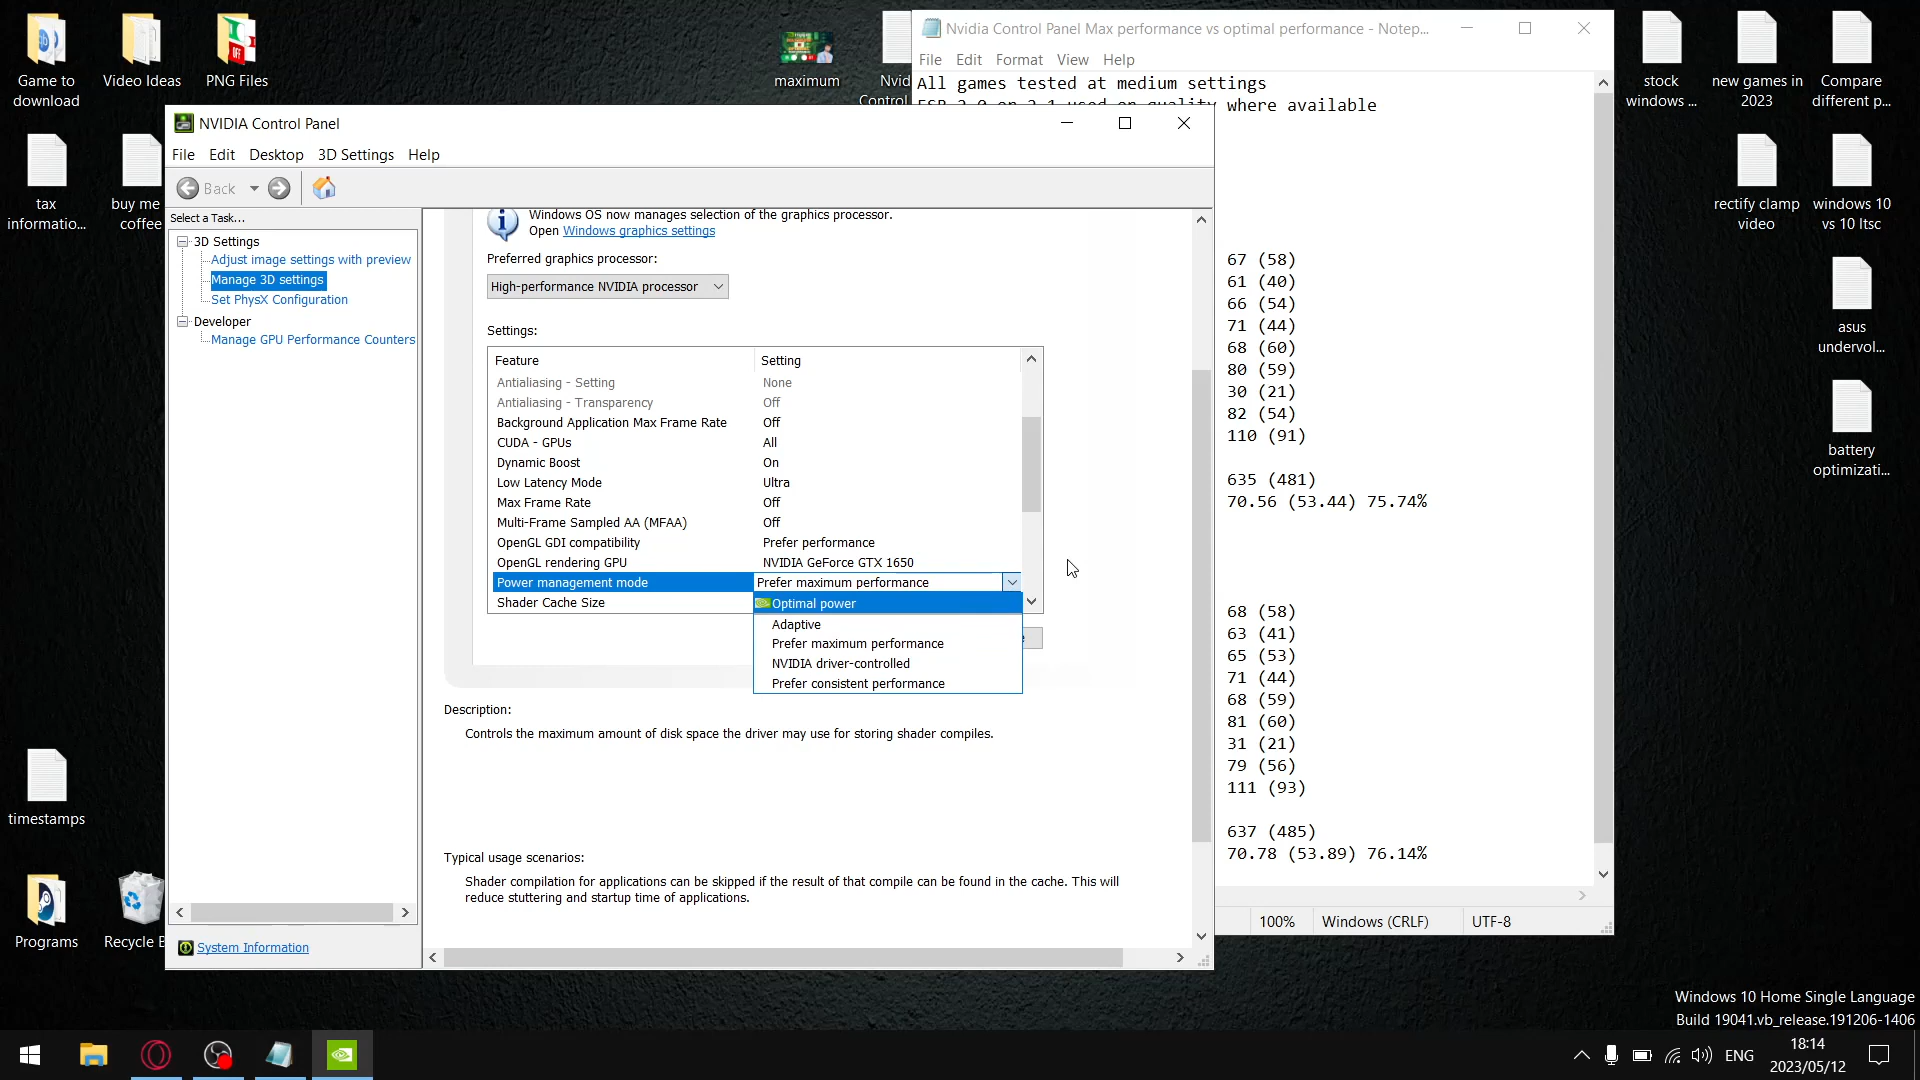 Game to
download
Video Ideas
PNG Files
maximum
Nvid
Control
stock
windows ...
new games in
2023
Compare
different p...
tax
informatio...
buy me
coffee
rectify clamp
video
windows 10
vs 10 ltsc
asus
undervol...
battery
optimizati...
timestamps
Programs
Recycle B
Nvidia Control Panel Max performance vs optimal performance - Notep...
File Edit Format View Help
All games tested at medium settings
where available
67 (58)
61 (40)
66 (54)
71 (44)
68 (60)
80 (59)
30 (21)
82 (54)
110 (91)
635 (481)
70.56 (53.44) 75.74%
68 (58)
63 (41)
65 (53)
71 (44)
68 (59)
81 (60)
31 (21)
79 (56)
111 (93)
637 (485)
70.78 (53.89) 76.14%
100% Windows (CRLF) UTF-8
NVIDIA Control Panel
File Edit Desktop 3D Settings Help
Back
Select a Task...
3D Settings
Adjust image settings with preview
Manage 3D settings
Set PhysX Configuration
Developer
Manage GPU Performance Counters
System Information
Windows OS now manages selection of the graphics processor.
Open Windows graphics settings
Preferred graphics processor:
High-performance NVIDIA processor
Settings:
Feature Setting
Antialiasing - Setting None
Antialiasing - Transparency Off
Background Application Max Frame Rate Off
CUDA - GPUs All
Dynamic Boost On
Low Latency Mode Ultra
Max Frame Rate Off
Multi-Frame Sampled AA (MFAA) Off
OpenGL GDI compatibility Prefer performance
OpenGL rendering GPU NVIDIA GeForce GTX 1650
Power management mode Prefer maximum performance
Shader Cache Size
Optimal power
Adaptive
Prefer maximum performance
NVIDIA driver-controlled
Prefer consistent performance
Description:
Controls the maximum amount of disk space the driver may use for storing shader compiles.
Typical usage scenarios:
Shader compilation for applications can be skipped if the result of that compile can be found in the cache. This will
reduce stuttering and startup time of applications.
Windows 10 Home Single Language
Build 19041.vb_release.191206-1406
ENG
18:14
2023/05/12